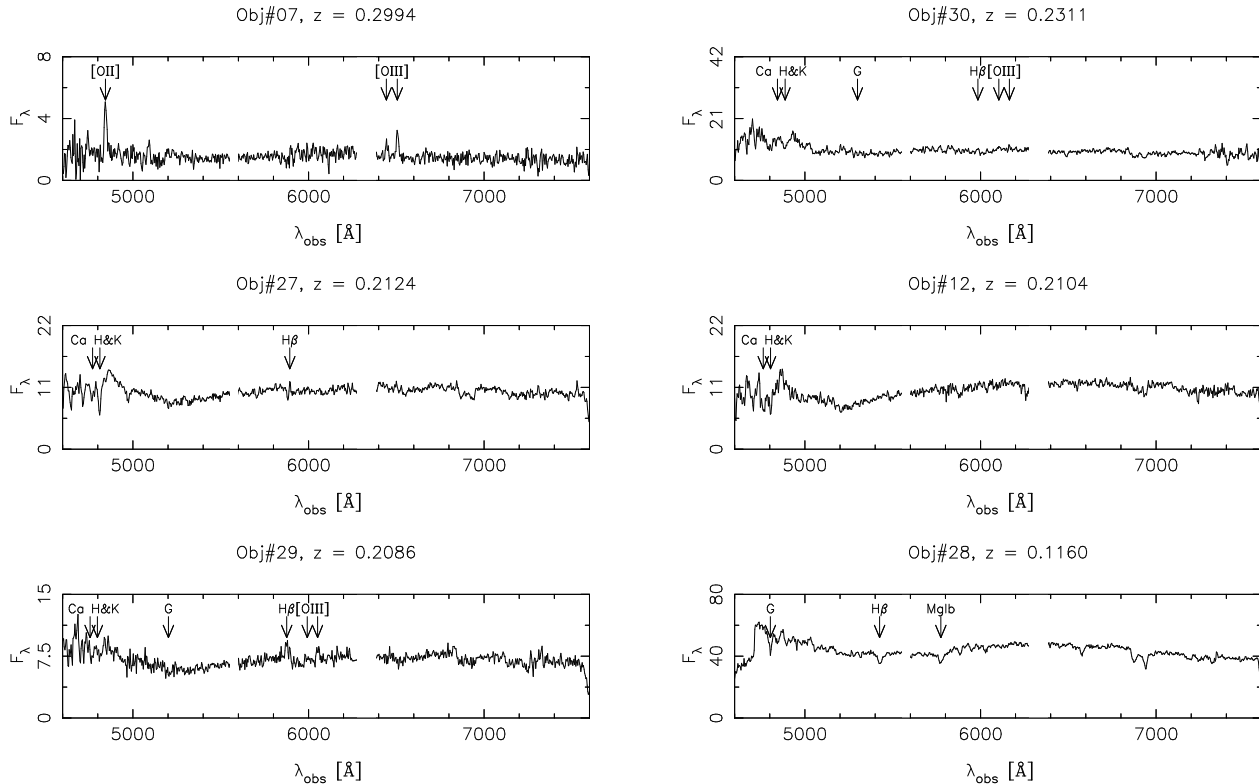 Obj#07, z = 0.2994
8
4
0
F_λ
[OII]
[OIII]
5000 6000 7000
λ_obs [Å]
Obj#30, z = 0.2311
42
21
0
F_λ
Ca H&K
G
Hβ[OIII]
5000 6000 7000
λ_obs [Å]
Obj#27, z = 0.2124
22
11
0
F_λ
Ca H&K
Hβ
5000 6000 7000
λ_obs [Å]
Obj#12, z = 0.2104
22
11
0
F_λ
Ca H&K
5000 6000 7000
λ_obs [Å]
Obj#29, z = 0.2086
15
7.5
0
F_λ
Ca H&K
G
Hβ[OIII]
5000 6000 7000
λ_obs [Å]
Obj#28, z = 0.1160
80
40
0
F_λ
G
Hβ
MgIb
5000 6000 7000
λ_obs [Å]